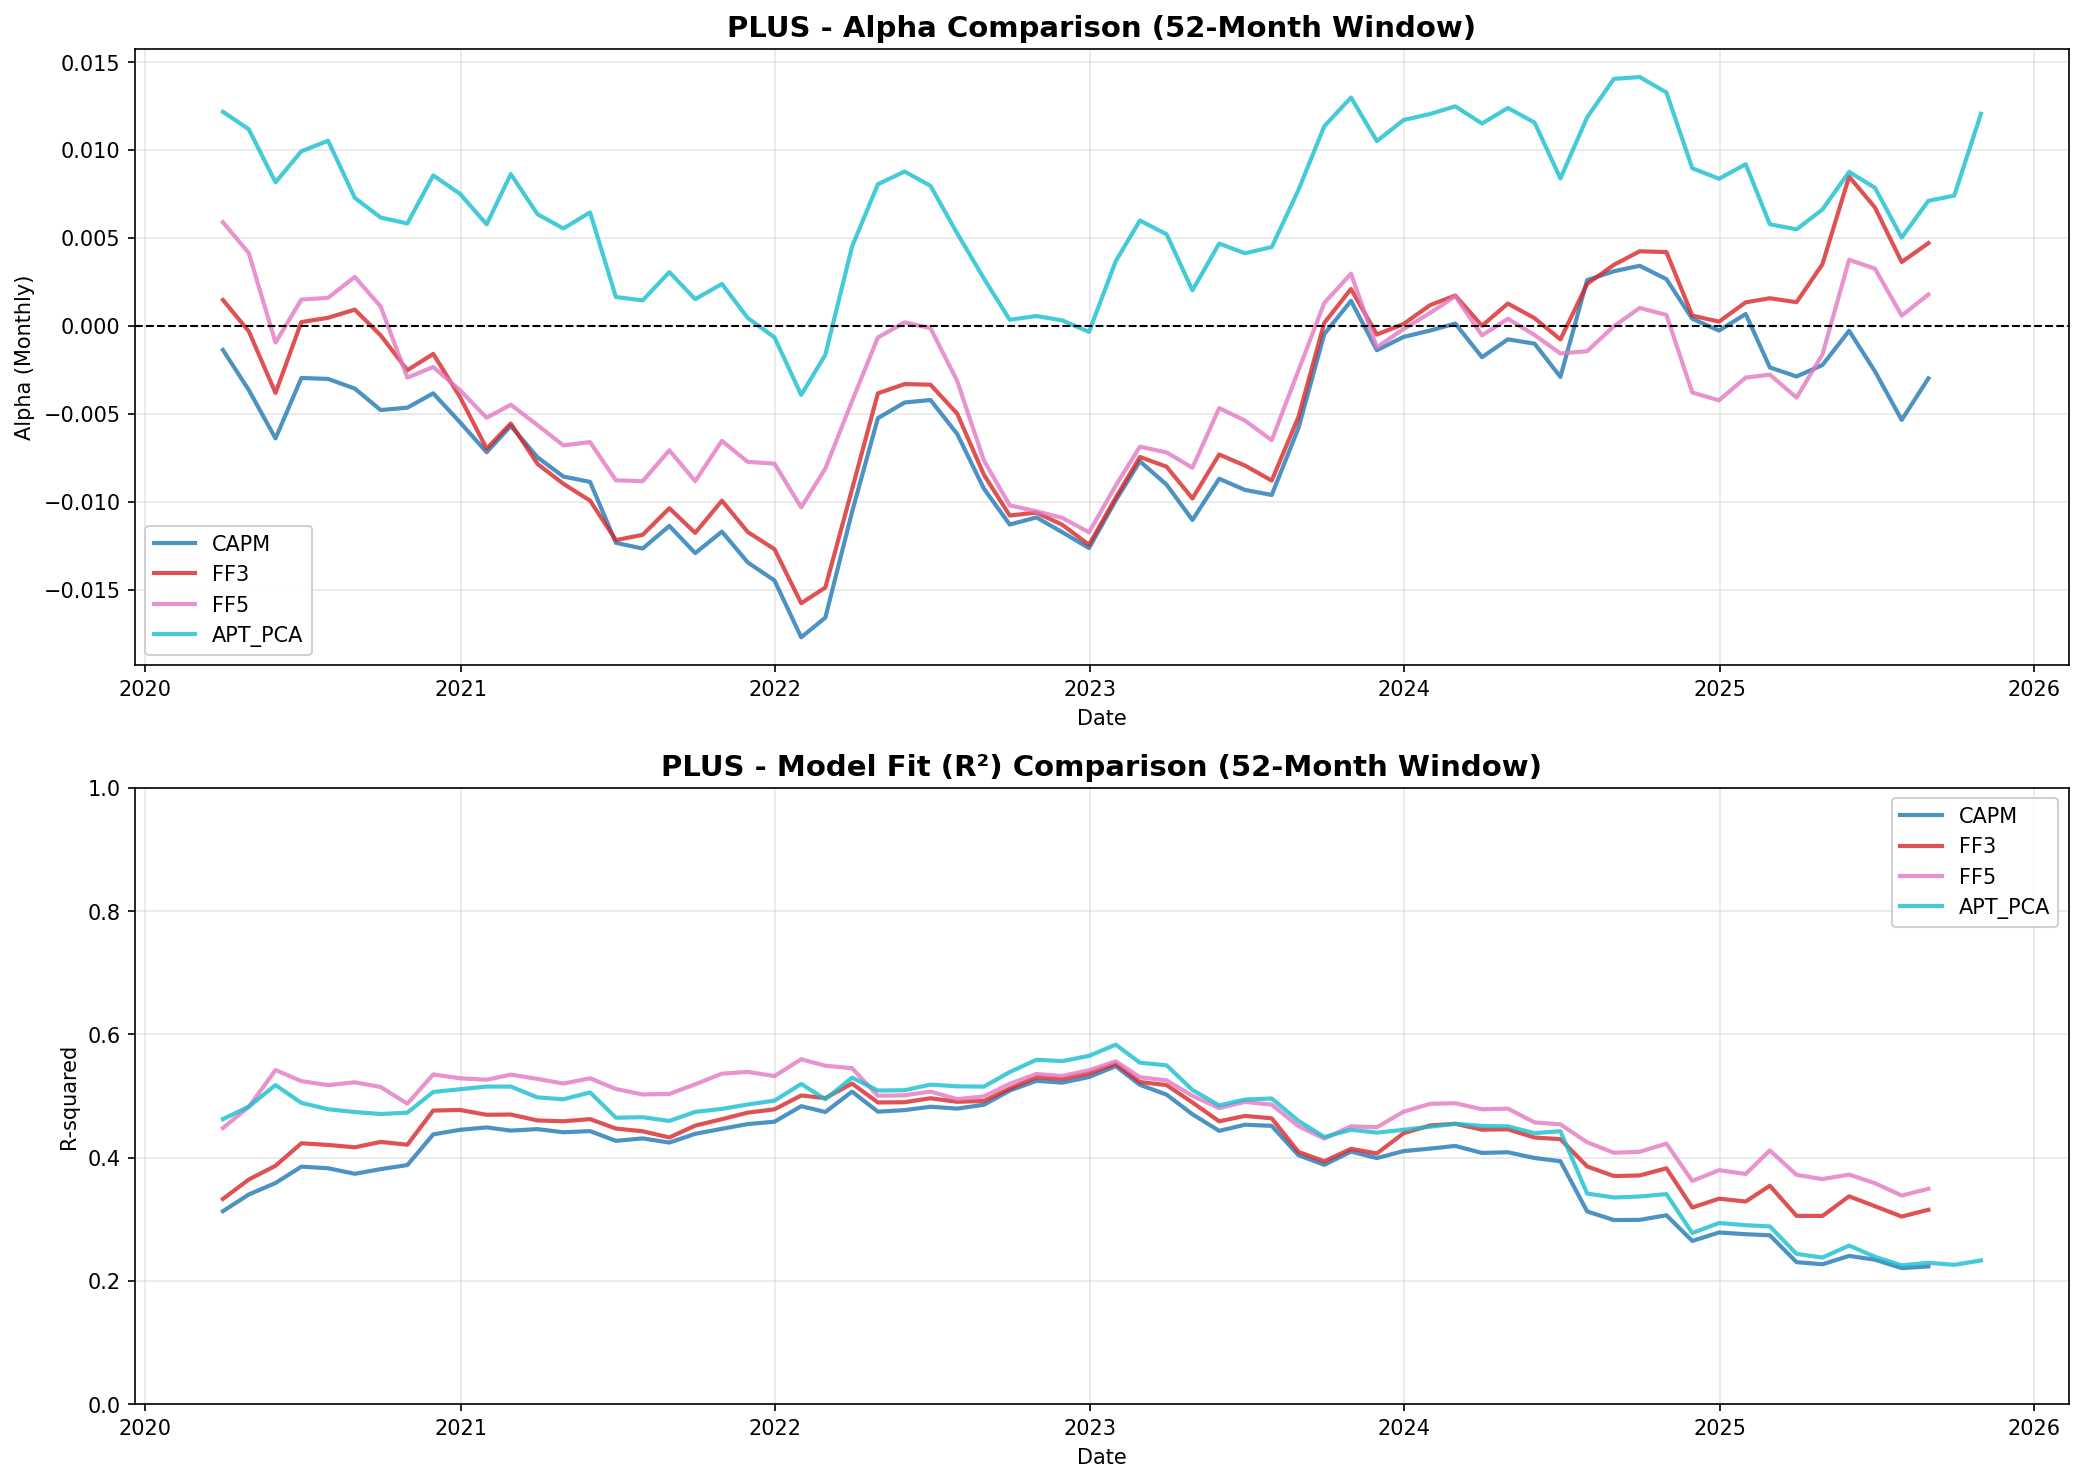 PLUS - Alpha Comparison (52-Month Window)
0.015
0.010
0.005
0.000
−0.005
−0.010
−0.015
Alpha (Monthly)
CAPM
FF3
FF5
APT_PCA
2020 2021 2022 2023 2024 2025 2026
Date
PLUS - Model Fit (R²) Comparison (52-Month Window)
1.0
0.8
0.6
0.4
0.2
0.0
R-squared
CAPM
FF3
FF5
APT_PCA
2020 2021 2022 2023 2024 2025 2026
Date